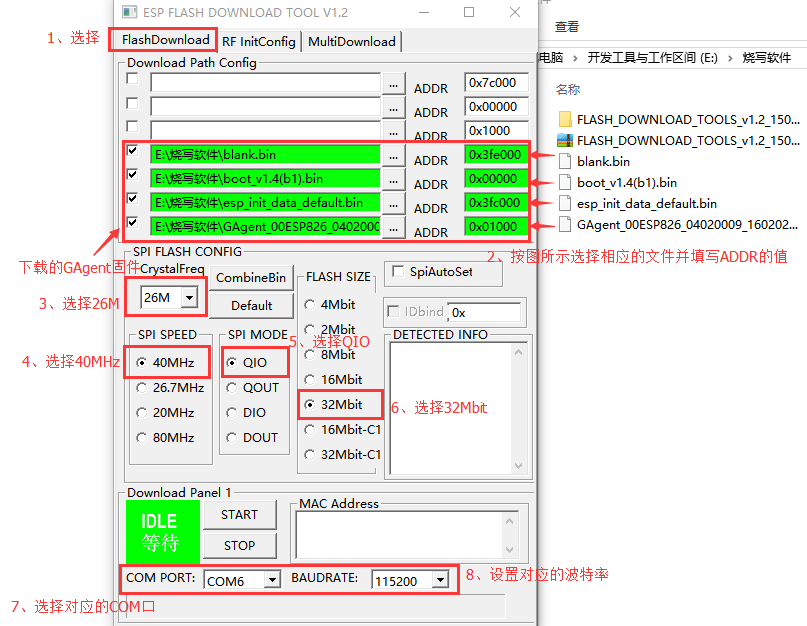 ESP FLASH DOWNLOAD TOOL V1.2
查看
1、选择
FlashDownload
RF InitConfig
MultiDownload
电脑 › 开发工具与工作区间 (E:) › 烧写软件
Download Path Config
名称
... ADDR 0x7c000
... ADDR 0x00000
... ADDR 0x1000
E:\烧写软件\blank.bin ... ADDR 0x3fe000
E:\烧写软件\boot_v1.4(b1).bin ... ADDR 0x00000
E:\烧写软件\esp_init_data_default.bin ... ADDR 0x3fc000
E:\烧写软件\GAgent_00ESP826_0402000 ... ADDR 0x01000
FLASH_DOWNLOAD_TOOLS_v1.2_150...
FLASH_DOWNLOAD_TOOLS_v1.2_150...
blank.bin
boot_v1.4(b1).bin
esp_init_data_default.bin
GAgent_00ESP826_04020009_160202...
2、按图所示选择相应的文件并填写ADDR的值
下载的GAgent固件
SPI FLASH CONFIG
CrystalFreq
26M
3、选择26M
CombineBin
Default
FLASH SIZE
4Mbit
2Mbit
8Mbit
16Mbit
32Mbit
16Mbit-C1
32Mbit-C1
SpiAutoSet
IDbind 0x
SPI SPEED
40MHz
26.7MHz
20MHz
80MHz
4、选择40MHz
SPI MODE
QIO
QOUT
DIO
DOUT
5、选择QIO
6、选择32Mbit
DETECTED INFO
Download Panel 1
IDLE
等待
START
STOP
MAC Address
COM PORT: COM6 BAUDRATE: 115200
8、设置对应的波特率
7、选择对应的COM口